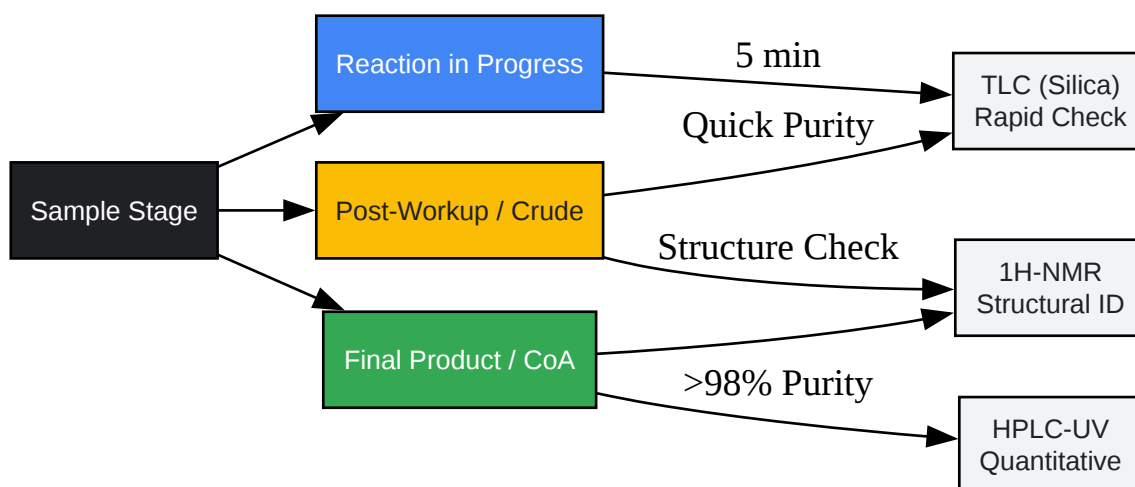 Reaction in Progress
5 min
TLC (Silica)
Rapid Check
Quick Purity
Sample Stage
Post-Workup / Crude
Structure Check
1H-NMR
Structural ID
Final Product / CoA
>98% Purity
HPLC-UV
Quantitative